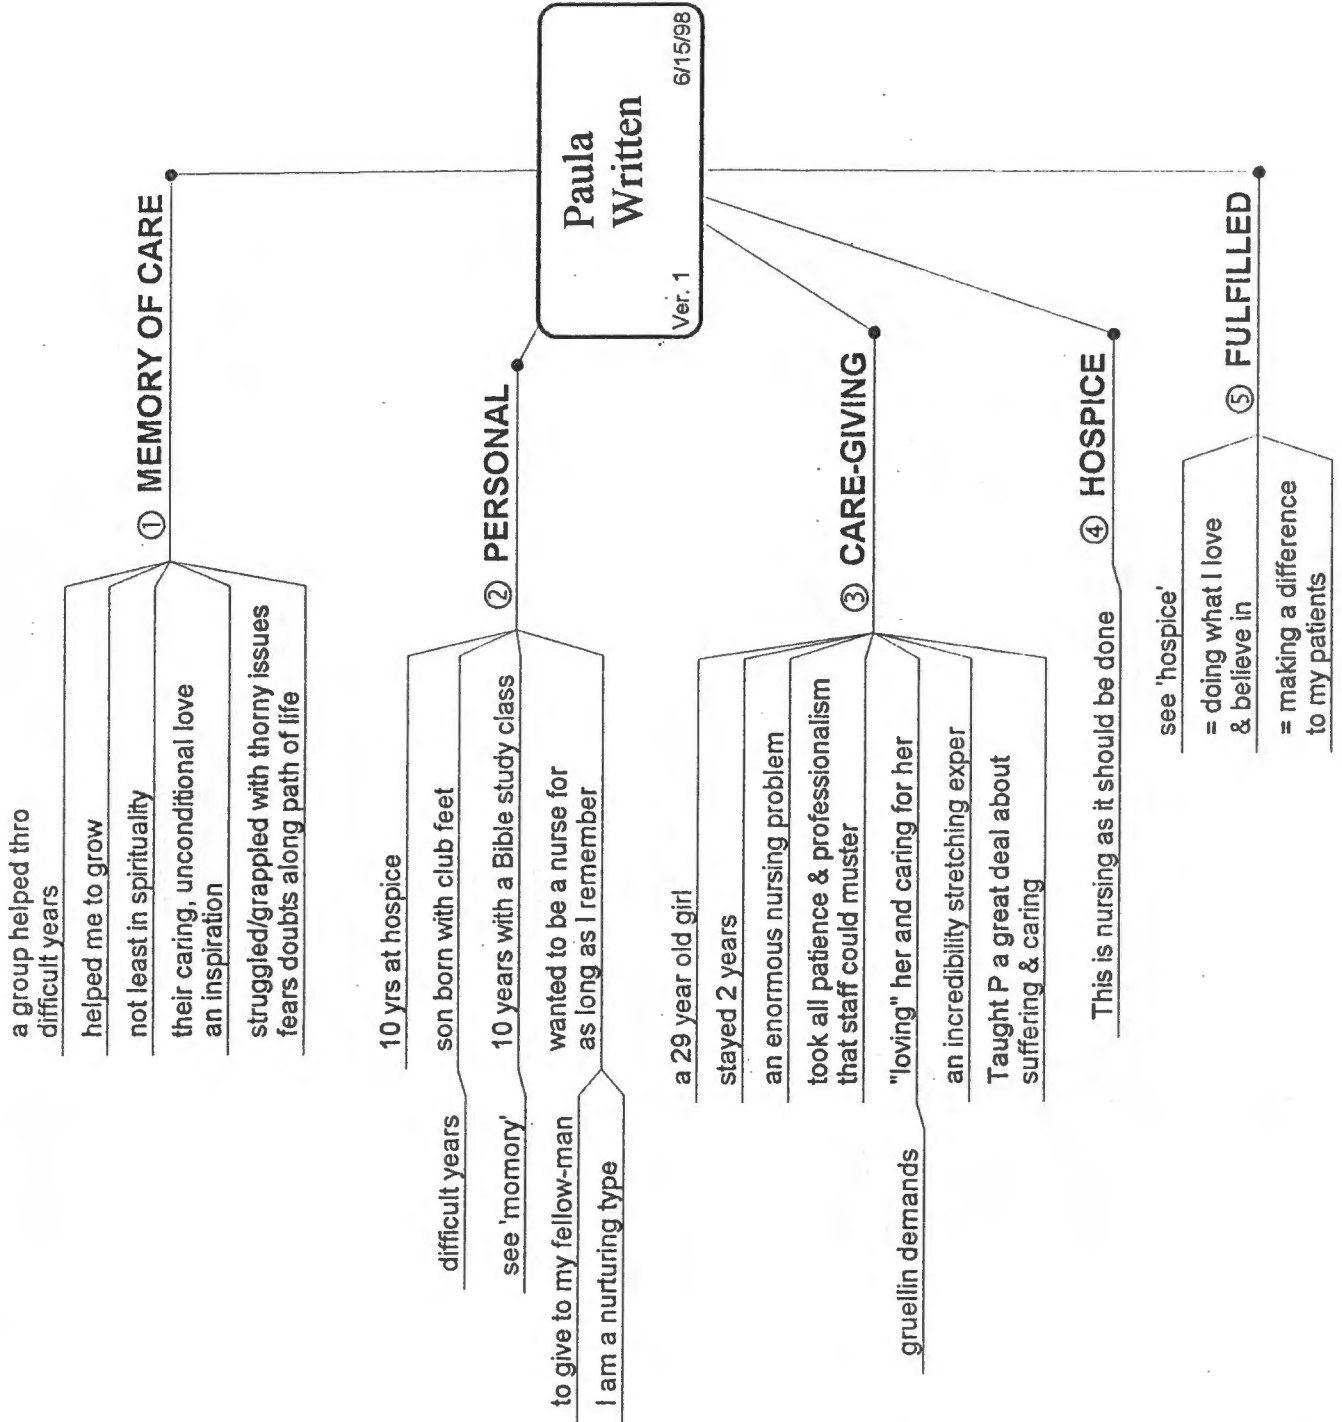 Paula
Written
Ver. 1
6/15/98
① MEMORY OF CARE
a group helped thro
difficult years
helped me to grow
not least in spirituality
their caring, unconditional love
an inspiration
struggled/grappled with thorny issues
fears doubts along path of life
② PERSONAL
10 yrs at hospice
son born with club feet
difficult years
10 years with a Bible study class
see 'momory'
wanted to be a nurse for
as long as I remember
to give to my fellow-man
I am a nurturing type
③ CARE-GIVING
a 29 year old girl
stayed 2 years
an enormous nursing problem
took all patience & professionalism
that staff could muster
"loving" her and caring for her
gruellin demands
an incredibility stretching exper
Taught P a great deal about
suffering & caring
④ HOSPICE
This is nursing as it should be done
⑤ FULFILLED
see 'hospice'
= doing what I love
& believe in
= making a difference
to my patients